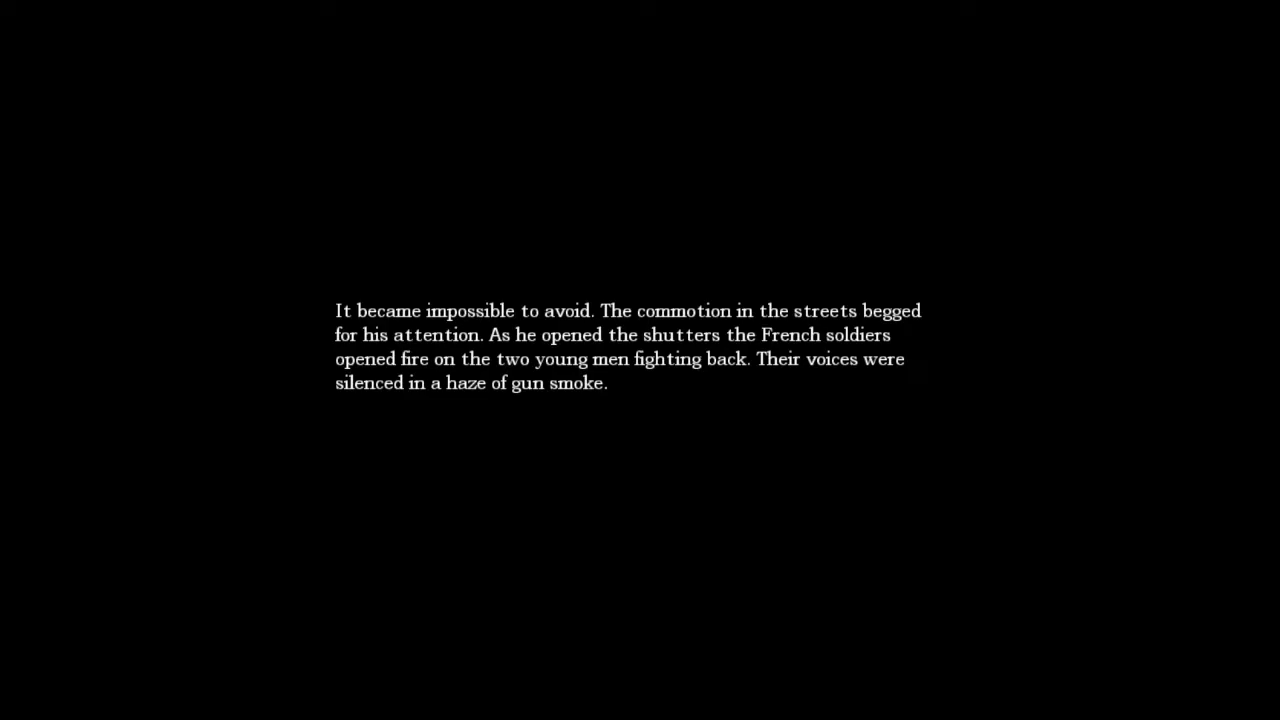 It became impossible to avoid. The commotion in the streets begged
for his attention. As he opened the shutters the French soldiers
opened fire on the two young men fighting back. Their voices were
silenced in a haze of gun smoke.